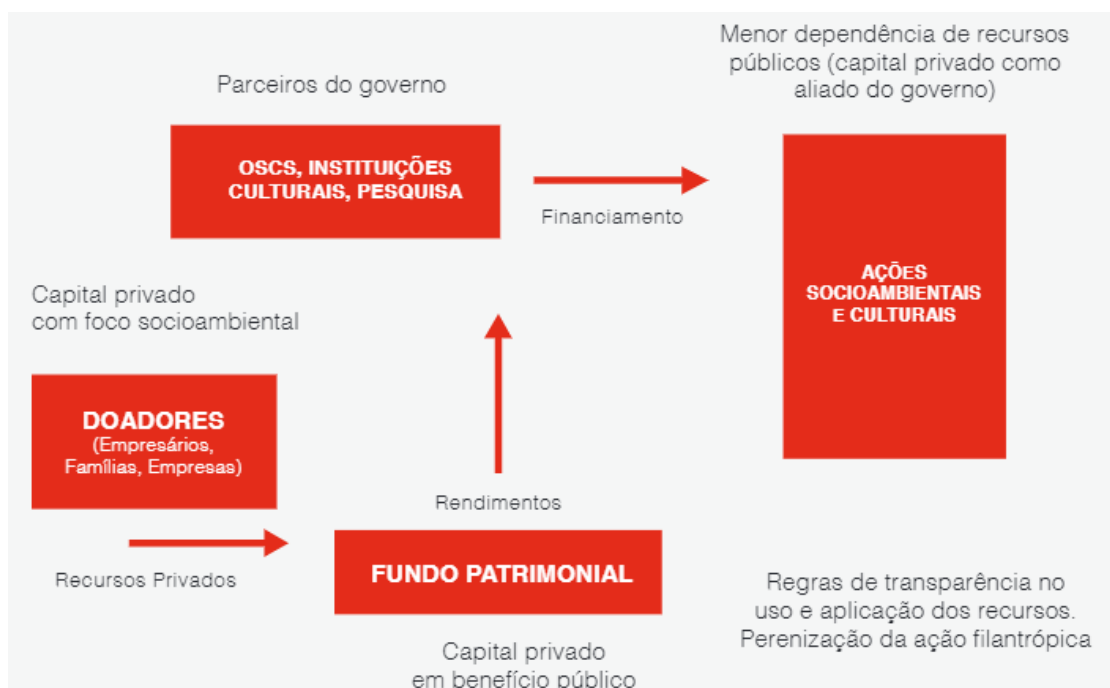 Menor dependência de recursos
públicos (capital privado como
aliado do governo)
Parceiros do governo
OSCS, INSTITUIÇÕES
CULTURAIS, PESQUISA
Financiamento
AÇÕES
SOCIOAMBIENTAIS
E CULTURAIS
Capital privado
com foco socioambiental
DOADORES
(Empresários,
Famílias, Empresas)
Rendimentos
Recursos Privados
FUNDO PATRIMONIAL
Capital privado
em benefício público
Regras de transparência no
uso e aplicação dos recursos.
Perenização da ação filantrópica